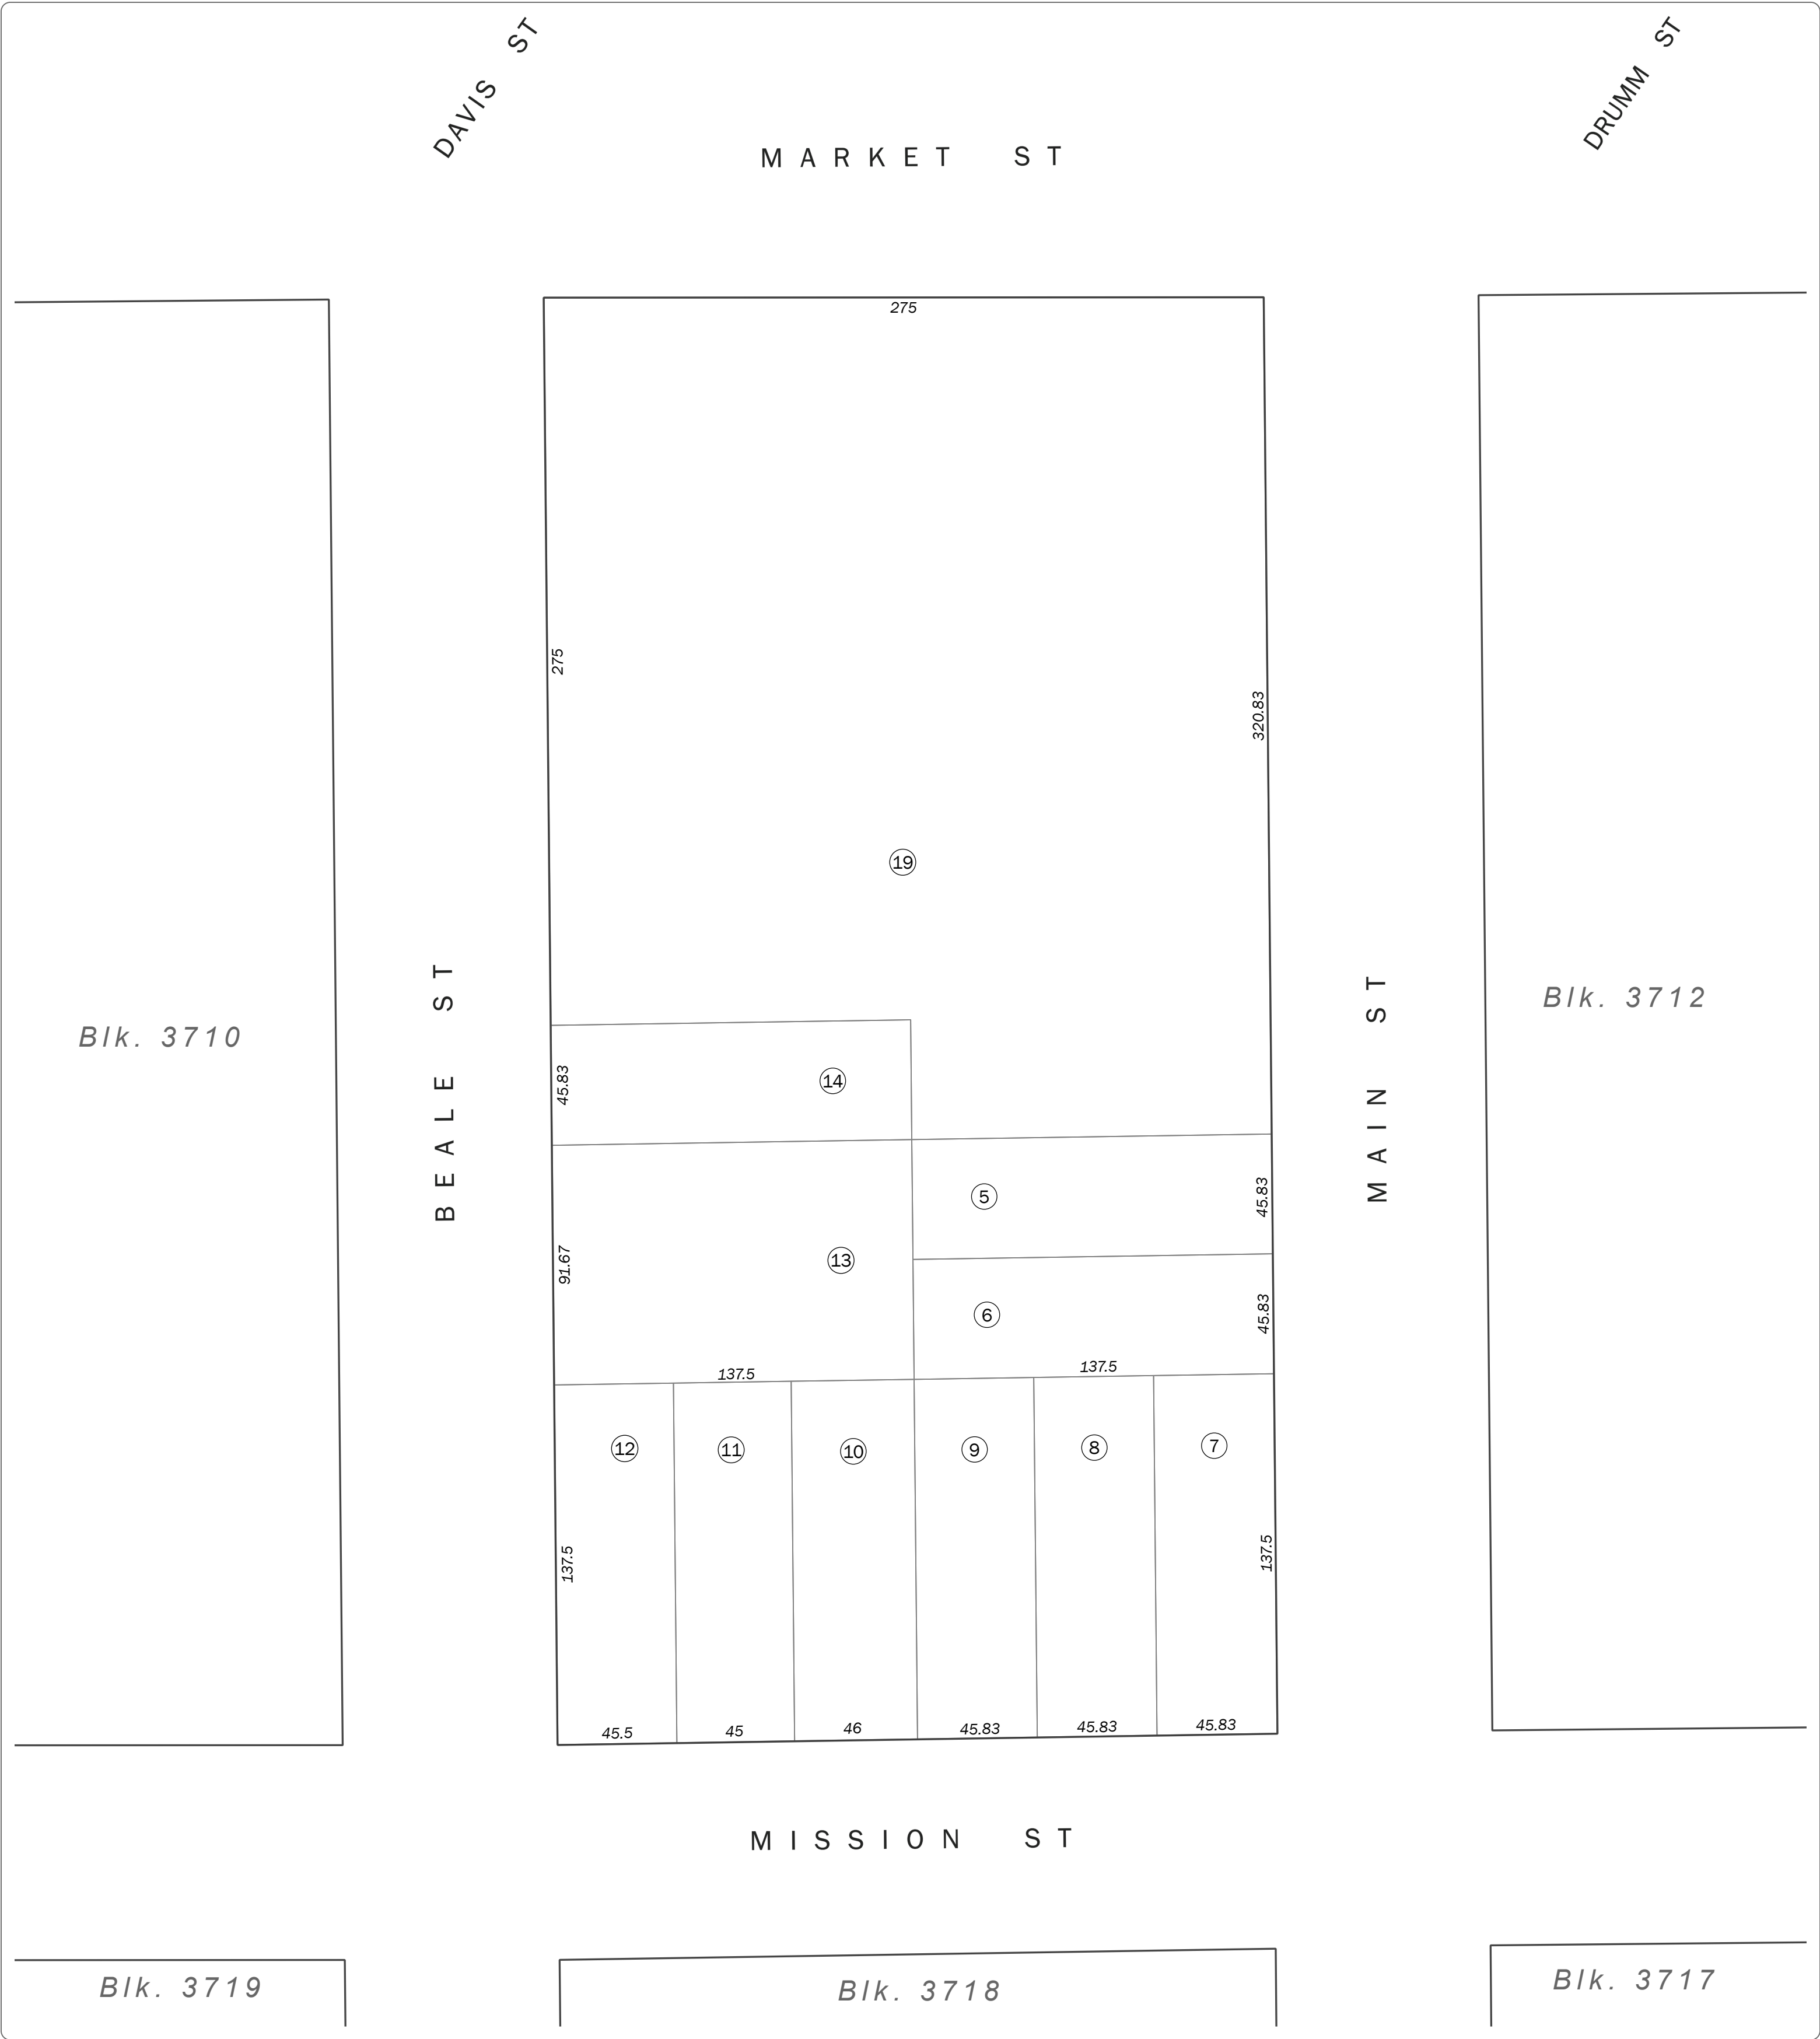 DAVIS ST
DRUMM ST
MARKET ST
275
275
320.83
19
Blk. 3710
BEALE ST
MAIN ST
Blk. 3712
45.83
14
5
45.83
91.67
13
6
45.83
137.5
137.5
12
11
10
9
8
7
137.5
137.5
45.5
45
46
45.83
45.83
45.83
MISSION ST
Blk. 3719
Blk. 3718
Blk. 3717